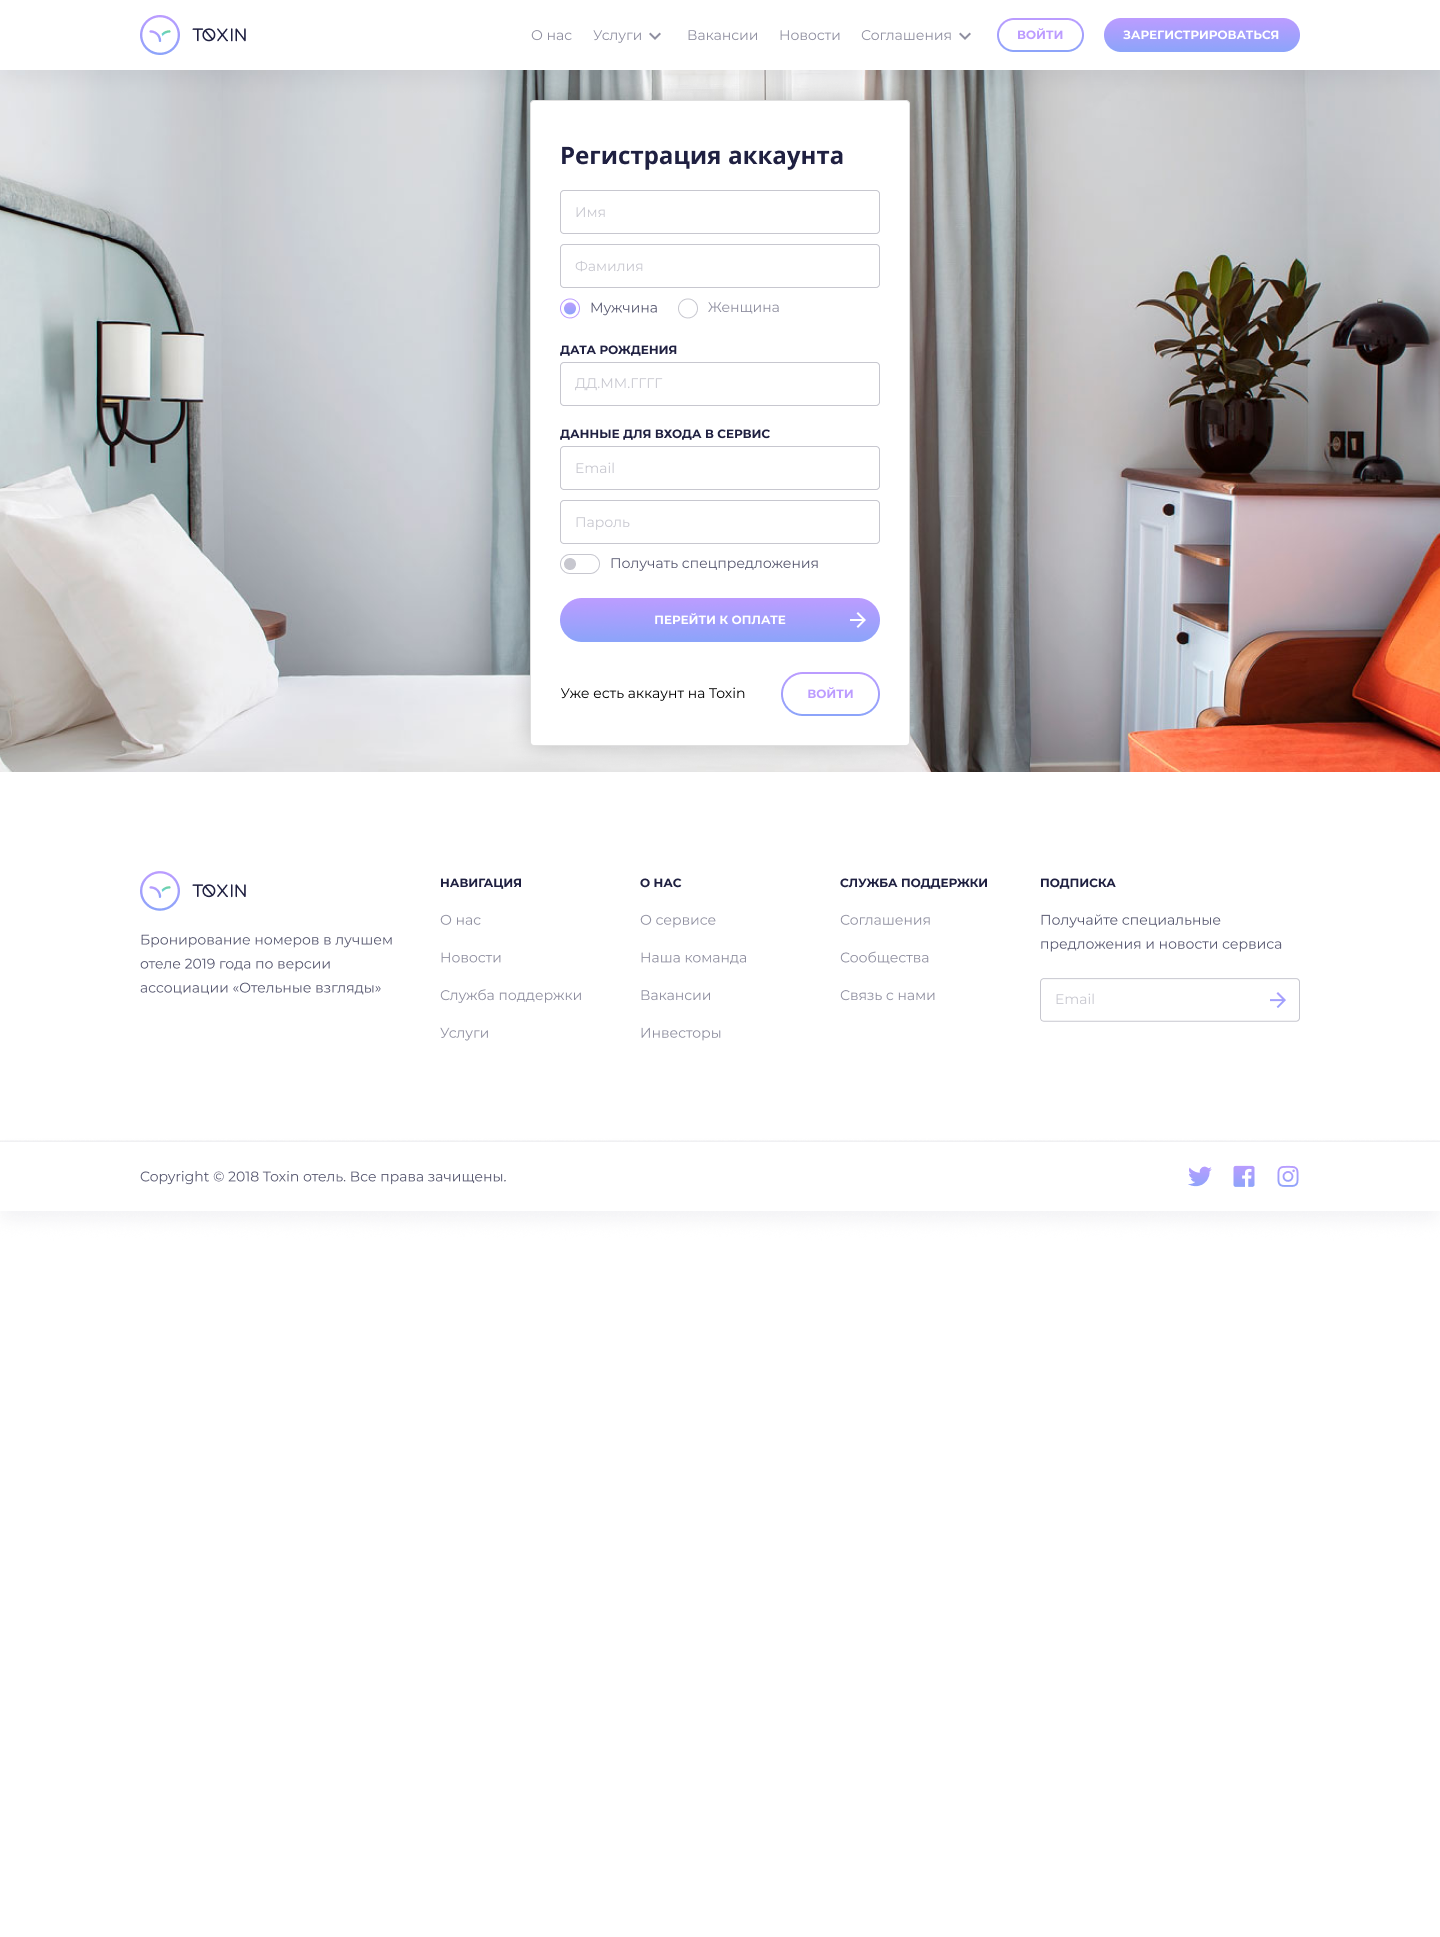 TOXIN
О нас
Услуги
Вакансии
Новости
Соглашения
ВОЙТИ
ЗАРЕГИСТРИРОВАТЬСЯ
Регистрация аккаунта
Имя
Фамилия
Мужчина
Женщина
ДАТА РОЖДЕНИЯ
ДД.ММ.ГГГГ
ДАННЫЕ ДЛЯ ВХОДА В СЕРВИС
Email
Пароль
Получать спецпредложения
ПЕРЕЙТИ К ОПЛАТЕ
Уже есть аккаунт на Toxin
ВОЙТИ
TOXIN
Бронирование номеров в лучшем
отеле 2019 года по версии
ассоциации «Отельные взгляды»
НАВИГАЦИЯ
О нас
Новости
Служба поддержки
Услуги
О НАС
О сервисе
Наша команда
Вакансии
Инвесторы
СЛУЖБА ПОДДЕРЖКИ
Соглашения
Сообщества
Связь с нами
ПОДПИСКА
Получайте специальные
предложения и новости сервиса
Email
Copyright © 2018 Toxin отель. Все права зачищены.